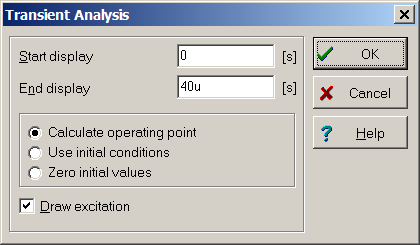 Transient Analysis
Start display 0 [s] OK
End display 40u [s] Cancel
Calculate operating point ? Help
Use initial conditions
Zero initial values
Draw excitation